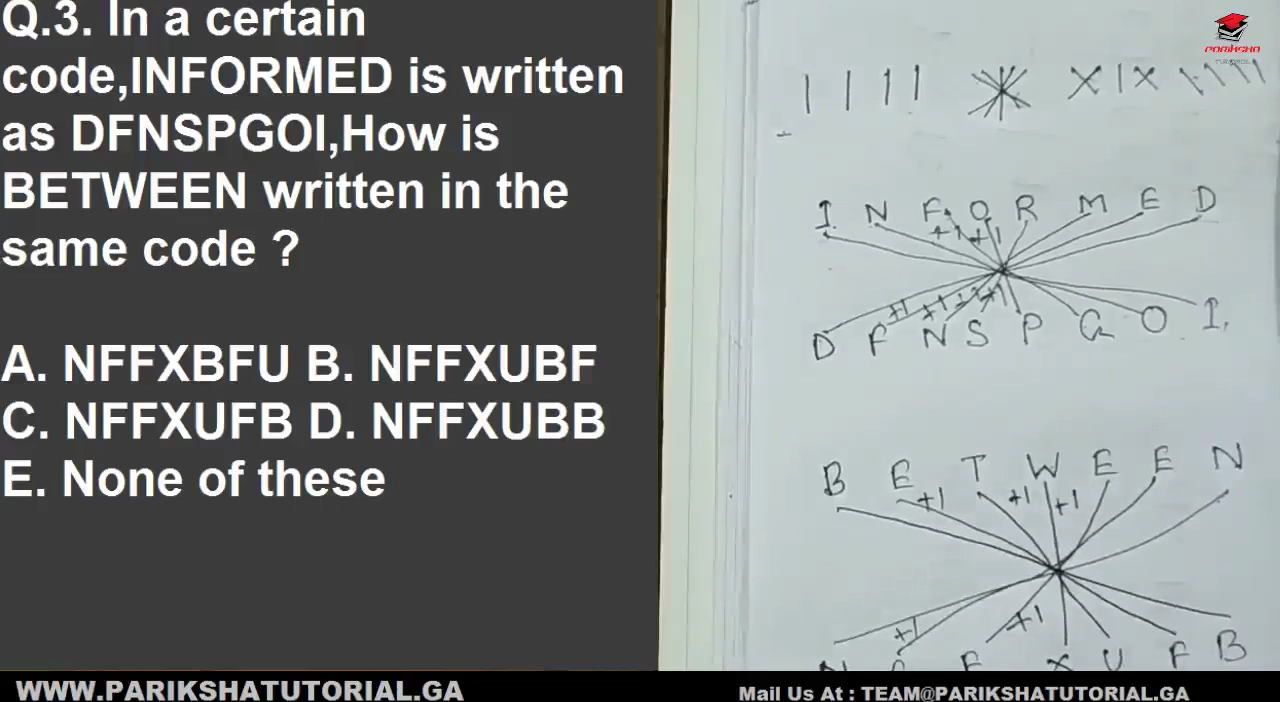 Q.3. In a certain
code,INFORMED is written
as DFNSPGOI,How is
BETWEEN written in the
same code ?
A. NFFXBFU B. NFFXUBF
C. NFFXUFB D. NFFXUBB
E. None of these
PARIKSHA
TUTORIAL
I N F O R M E D
+1 +1
+1 +1 +1 +1
D F N S P G O I
B E T W E E N
+1 +1 +1
+1 +1
N F F X U F B
WWW.PARIKSHATUTORIAL.GA
Mail Us At : TEAM@PARIKSHATUTORIAL.GA